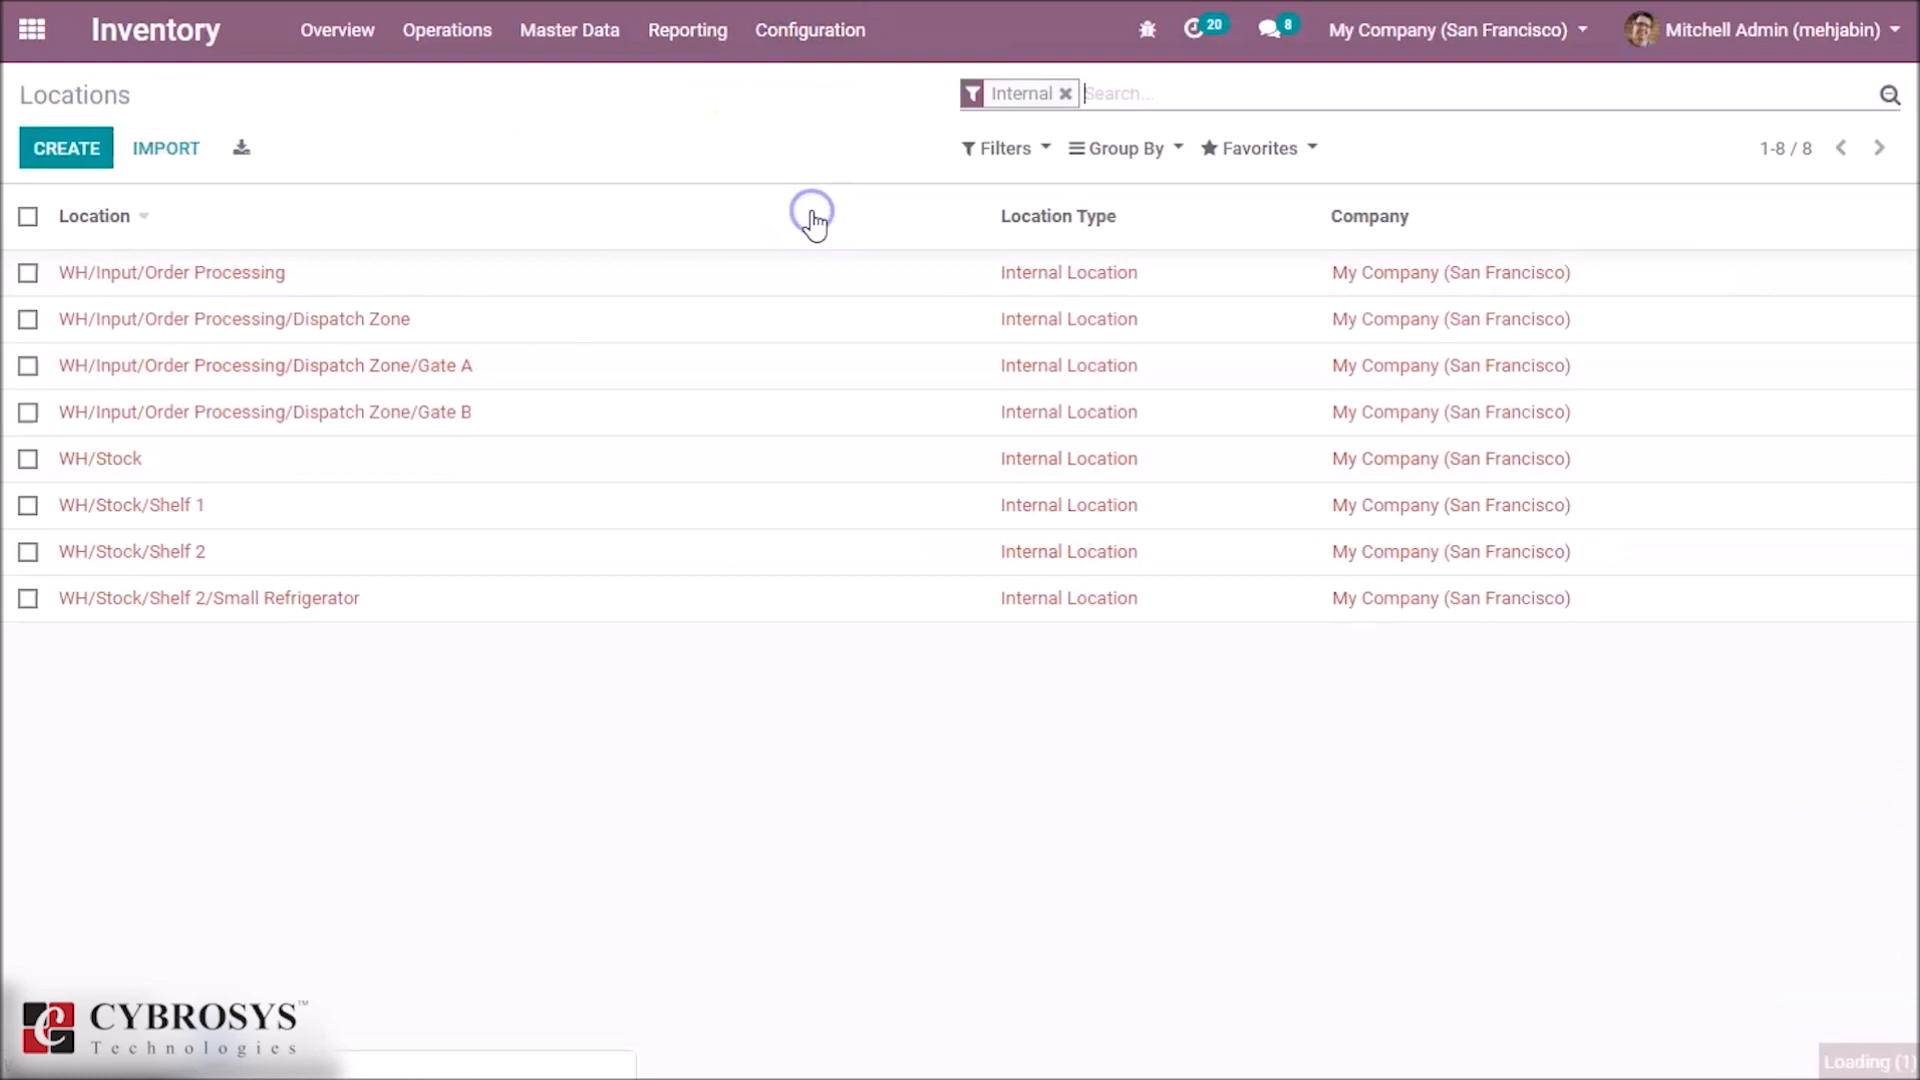 Inventory Overview Operations Master Data Reporting Configuration 20 8 My Company (San Francisco) Mitchell Admin (mehjabin)
Locations Internal Search...
CREATE IMPORT Filters Group By Favorites 1-8 / 8
Location Location Type Company
WH/Input/Order Processing Internal Location My Company (San Francisco)
WH/Input/Order Processing/Dispatch Zone Internal Location My Company (San Francisco)
WH/Input/Order Processing/Dispatch Zone/Gate A Internal Location My Company (San Francisco)
WH/Input/Order Processing/Dispatch Zone/Gate B Internal Location My Company (San Francisco)
WH/Stock Internal Location My Company (San Francisco)
WH/Stock/Shelf 1 Internal Location My Company (San Francisco)
WH/Stock/Shelf 2 Internal Location My Company (San Francisco)
WH/Stock/Shelf 2/Small Refrigerator Internal Location My Company (San Francisco)
CYBROSYS™
Technologies
Loading (1)